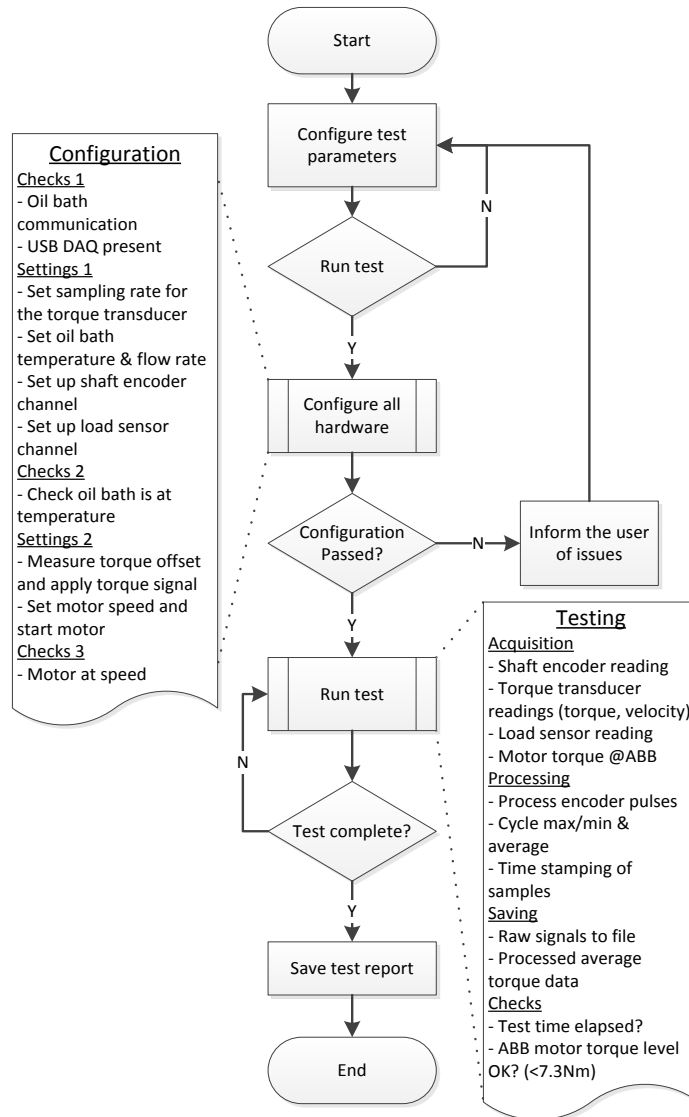 Start
Configure test
parameters
N
Run test
Y
Configure all
hardware
Configuration
Passed?
N
Inform the user
of issues
Y
Run test
N
Test complete?
Y
Save test report
End
Configuration
Checks 1
- Oil bath
communication
- USB DAQ present
Settings 1
- Set sampling rate for
the torque transducer
- Set oil bath
temperature & flow rate
- Set up shaft encoder
channel
- Set up load sensor
channel
Checks 2
- Check oil bath is at
temperature
Settings 2
- Measure torque offset
and apply torque signal
- Set motor speed and
start motor
Checks 3
- Motor at speed
Testing
Acquisition
- Shaft encoder reading
- Torque transducer
readings (torque, velocity)
- Load sensor reading
- Motor torque @ABB
Processing
- Process encoder pulses
- Cycle max/min &
average
- Time stamping of
samples
Saving
- Raw signals to file
- Processed average
torque data
Checks
- Test time elapsed?
- ABB motor torque level
OK? (<7.3Nm)